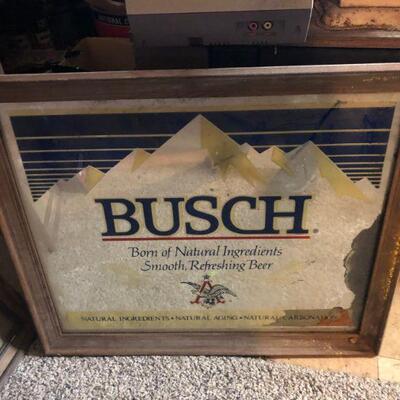 BUSCH®
Born of Natural Ingredients
Smooth, Refreshing Beer
NATURAL INGREDIENTS • NATURAL AGING • NATURAL CARBONATION